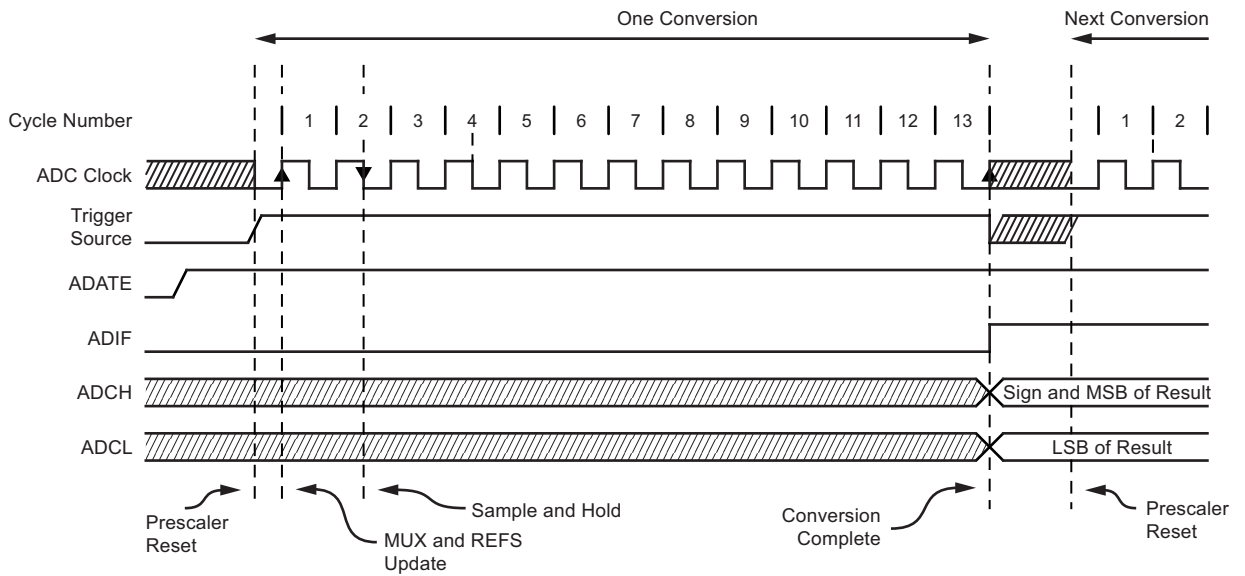 One Conversion
Next Conversion
Cycle Number
1 2 3 4 5 6 7 8 9 10 11 12 13 1 2
ADC Clock
Trigger
Source
ADATE
ADIF
ADCH
Sign and MSB of Result
ADCL
LSB of Result
Prescaler
Reset
MUX and REFS
Update
Sample and Hold
Conversion
Complete
Prescaler
Reset